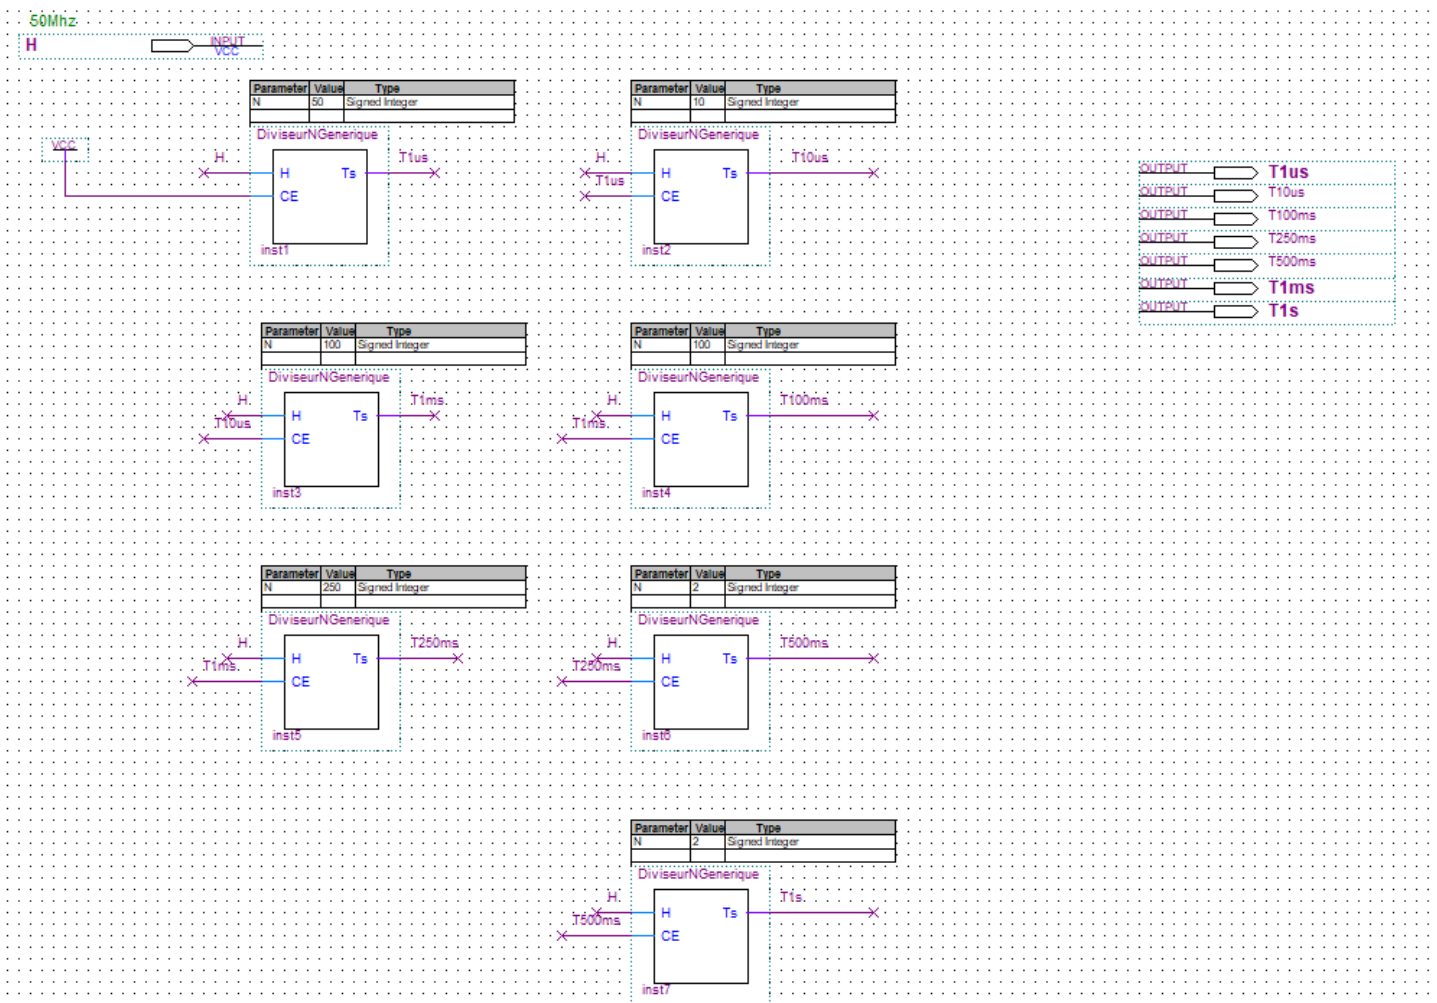 50Mhz
H INPUT VCC
Parameter Value Type
N 50 Signed Integer
DiviseurNGenerique
VCC
H H Ts T1us
CE
inst1
Parameter Value Type
N 10 Signed Integer
DiviseurNGenerique
H H Ts T10us
T1us CE
inst2
OUTPUT T1us
OUTPUT T10us
OUTPUT T100ms
OUTPUT T250ms
OUTPUT T500ms
OUTPUT T1ms
OUTPUT T1s
Parameter Value Type
N 100 Signed Integer
DiviseurNGenerique
H H Ts T1ms
T10us CE
inst3
Parameter Value Type
N 100 Signed Integer
DiviseurNGenerique
H H Ts T100ms
T1ms CE
inst4
Parameter Value Type
N 250 Signed Integer
DiviseurNGenerique
H H Ts T250ms
T1ms CE
inst5
Parameter Value Type
N 2 Signed Integer
DiviseurNGenerique
H H Ts T500ms
T250ms CE
inst6
Parameter Value Type
N 2 Signed Integer
DiviseurNGenerique
H H Ts T1s
T500ms CE
inst7